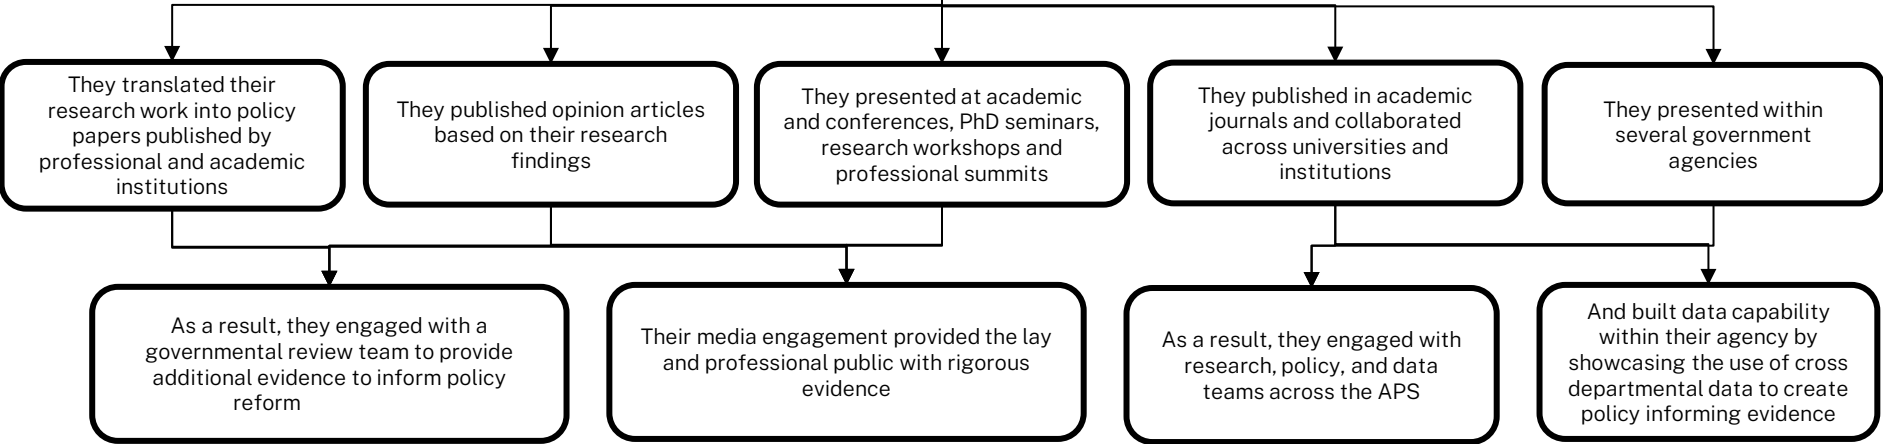 They translated their
research work into policy
papers published by
professional and academic
institutions
They published opinion articles
based on their research
findings
They presented at academic
and conferences, PhD seminars,
research workshops and
professional summits
They published in academic
journals and collaborated
across universities and
institutions
They presented within
several government
agencies
As a result, they engaged with a
governmental review team to provide
additional evidence to inform policy
reform
Their media engagement provided the lay
and professional public with rigorous
evidence
As a result, they engaged with
research, policy, and data
teams across the APS
And built data capability
within their agency by
showcasing the use of cross
departmental data to create
policy informing evidence